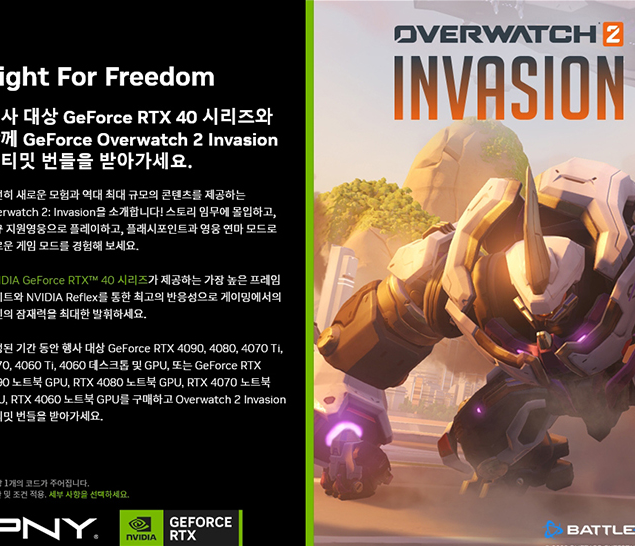 ight For Freedom
사 대상 GeForce RTX 40 시리즈와
께 GeForce Overwatch 2 Invasion
티밋 번들을 받아가세요.
히 새로운 모험과 역대 최대 규모의 콘텐츠를 제공하는
erwatch 2: Invasion을 소개합니다! 스토리 임무에 몰입하고,
지원영웅으로 플레이하고, 플래시포인트과 영웅 연마 모드로
운 게임 모드를 경험해 보세요.
IDIA GeForce RTX™ 40 시리즈가 제공하는 가장 높은 프레임
이트와 NVIDIA Reflex를 통한 최고의 반응성으로 게이밍에서의
의 잠재력을 최대한 발휘하세요.
된 기간 동안 행사 대상 GeForce RTX 4090, 4080, 4070 Ti,
70, 4060 Ti, 4060 데스크톱 및 GPU, 또는 GeForce RTX
90 노트북 GPU, RTX 4080 노트북 GPU, RTX 4070 노트북
U, RTX 4060 노트북 GPU를 구매하고 Overwatch 2 Invasion
티밋 번들을 받아가세요.
당 1개의 코드가 주어집니다.
및 조건 적용. 세부 사항을 선택하세요.
PNY®
NVIDIA
GEFORCE
RTX
OVERWATCH 2
INVASION
BATTLE